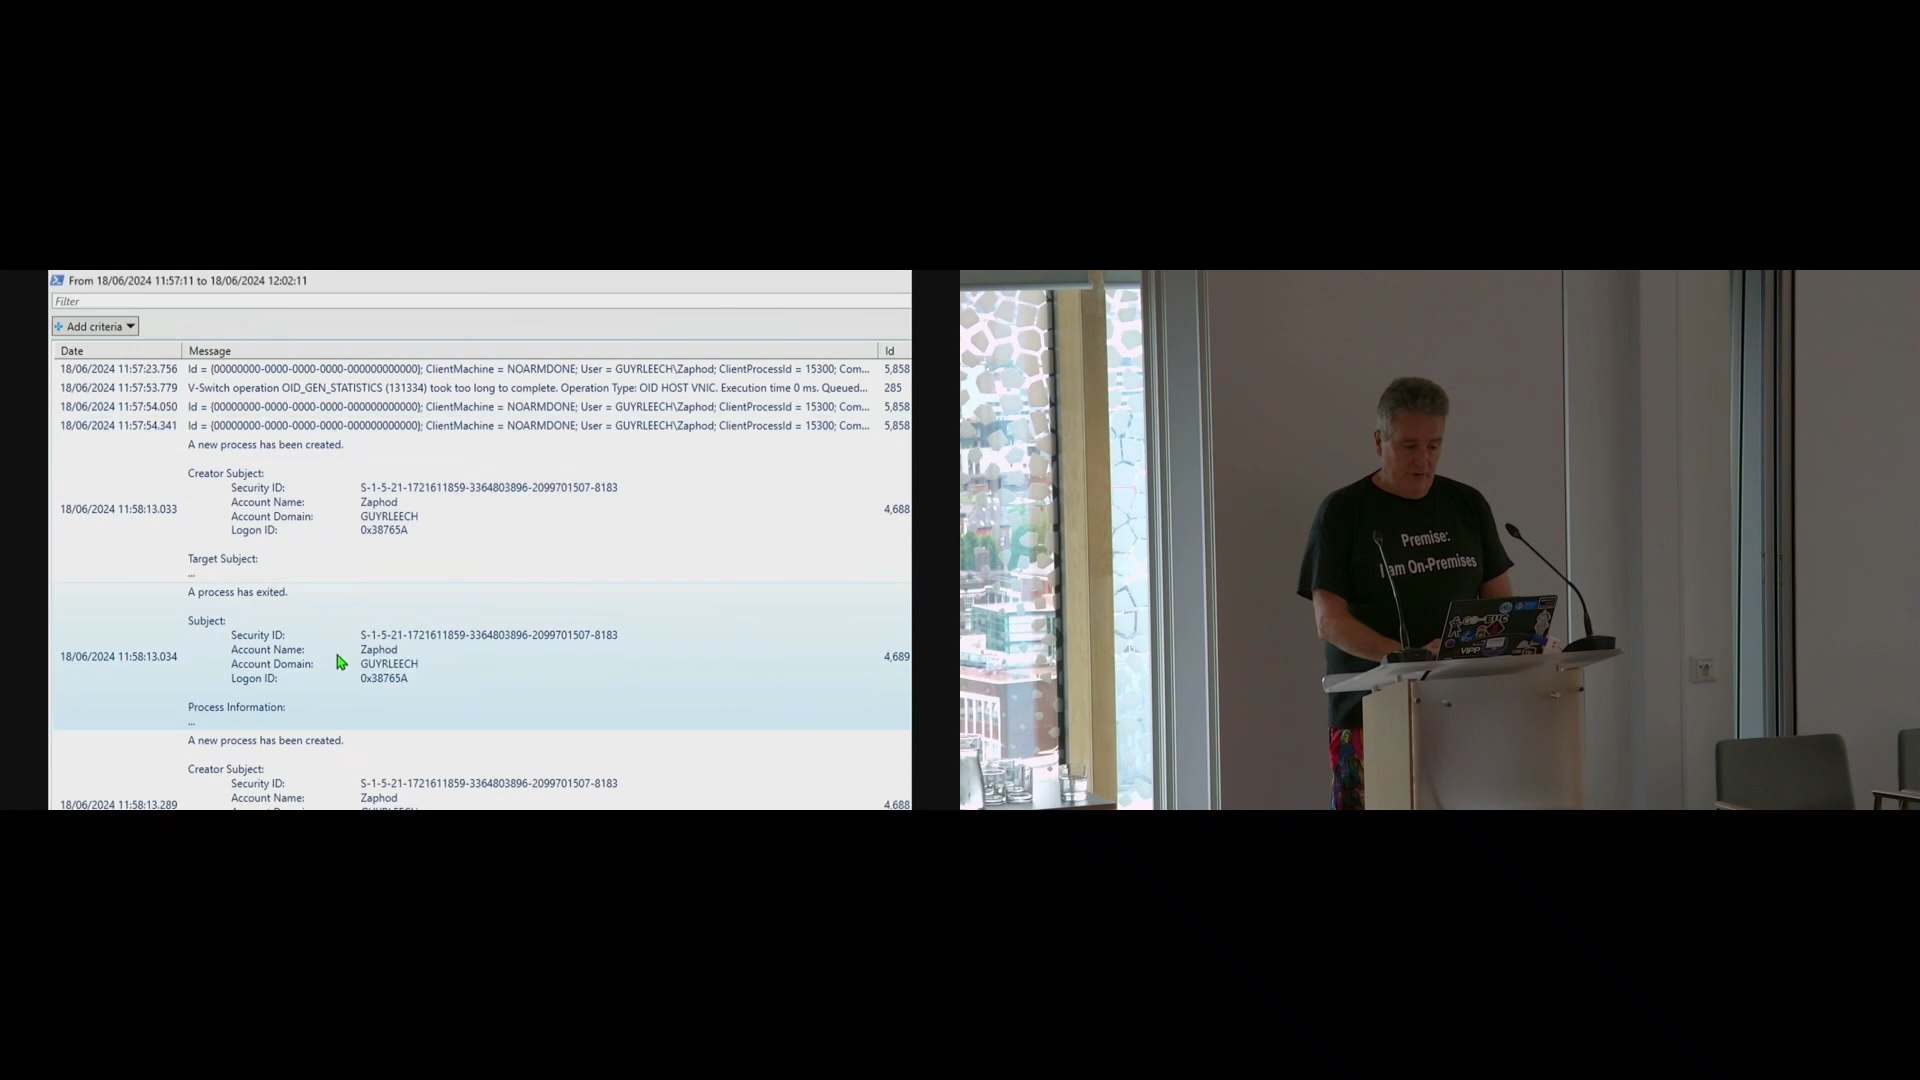 From 18/06/2024 11:57:11 to 18/06/2024 12:02:11
Filter
Add criteria
Date Message Id
18/06/2024 11:57:23.756 Id = {00000000-0000-0000-0000-000000000000}; ClientMachine = NOARMDONE; User = GUYRLEECH\Zaphod; ClientProcessId = 15300; Com... 5,858
18/06/2024 11:57:53.779 V-Switch operation OID_GEN_STATISTICS (131334) took too long to complete. Operation Type: OID HOST VNIC. Execution time 0 ms. Queued... 285
18/06/2024 11:57:54.050 Id = {00000000-0000-0000-0000-000000000000}; ClientMachine = NOARMDONE; User = GUYRLEECH\Zaphod; ClientProcessId = 15300; Com... 5,858
18/06/2024 11:57:54.341 Id = {00000000-0000-0000-0000-000000000000}; ClientMachine = NOARMDONE; User = GUYRLEECH\Zaphod; ClientProcessId = 15300; Com... 5,858
A new process has been created.
Creator Subject:
Security ID: S-1-5-21-1721611859-3364803896-2099701507-8183
Account Name: Zaphod
18/06/2024 11:58:13.033 4,688
Account Domain: GUYRLEECH
Logon ID: 0x38765A
Target Subject:
...
A process has exited.
Subject:
Security ID: S-1-5-21-1721611859-3364803896-2099701507-8183
Account Name: Zaphod
18/06/2024 11:58:13.034 4,689
Account Domain: GUYRLEECH
Logon ID: 0x38765A
Process Information:
...
A new process has been created.
Creator Subject:
Security ID: S-1-5-21-1721611859-3364803896-2099701507-8183
Account Name: Zaphod
18/06/2024 11:58:13.289 4,688
Premise:
I am On-Premises
VIPP